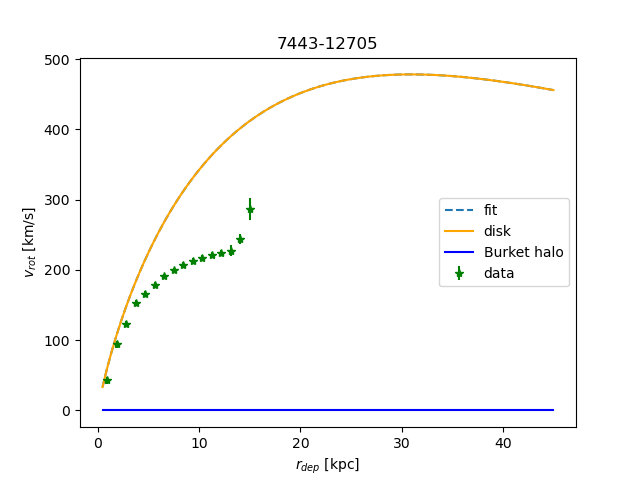 7443-12705
500
400
300
200
100
0
v_rot [km/s]
fit
disk
Burket halo
data
0
10
20
30
40
r_dep [kpc]